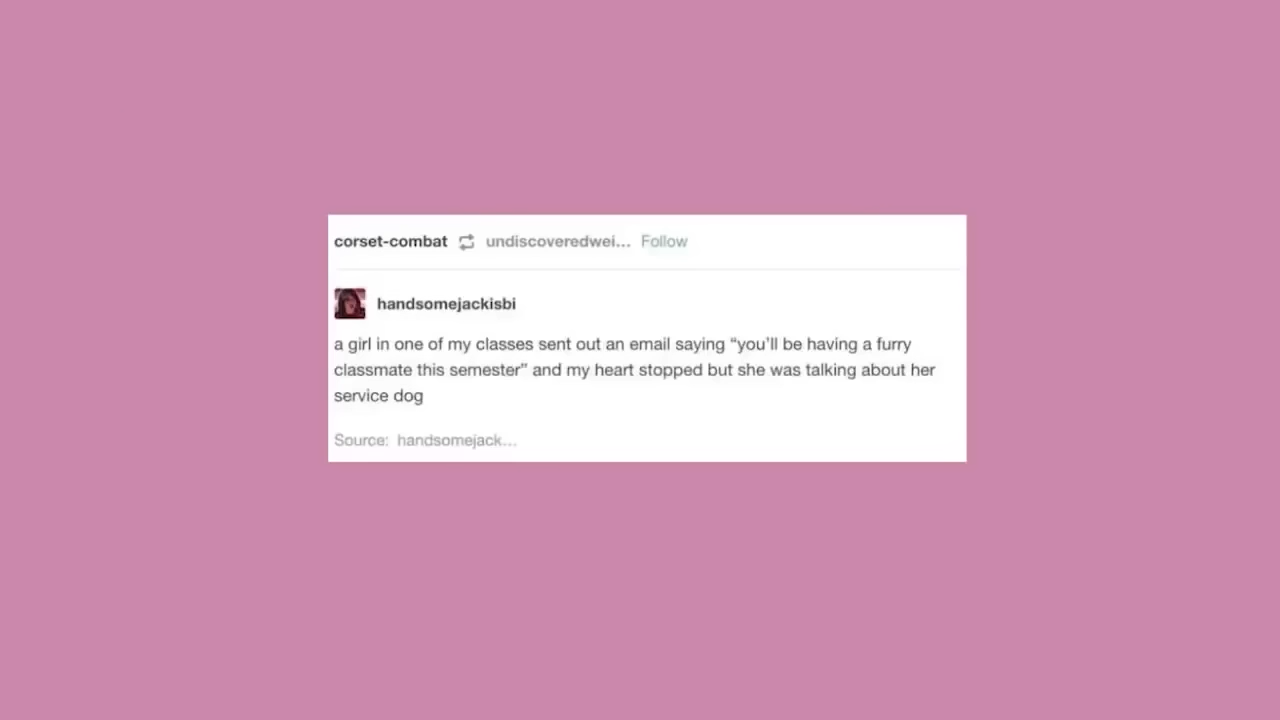 corset-combat undiscoveredwei... Follow
handsomejackisbi
a girl in one of my classes sent out an email saying “you’ll be having a furry
classmate this semester” and my heart stopped but she was talking about her
service dog
Source: handsomejack...